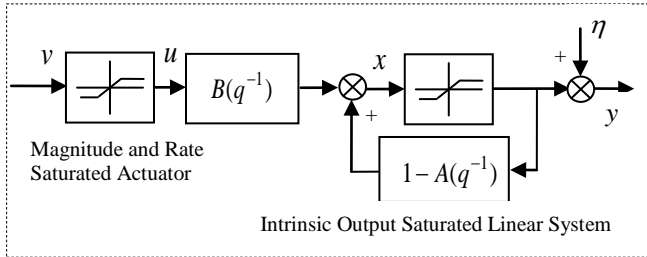 v
u
B(q⁻¹)
x
+
+
η
y
1 − A(q⁻¹)
Magnitude and Rate
Saturated Actuator
Intrinsic Output Saturated Linear System